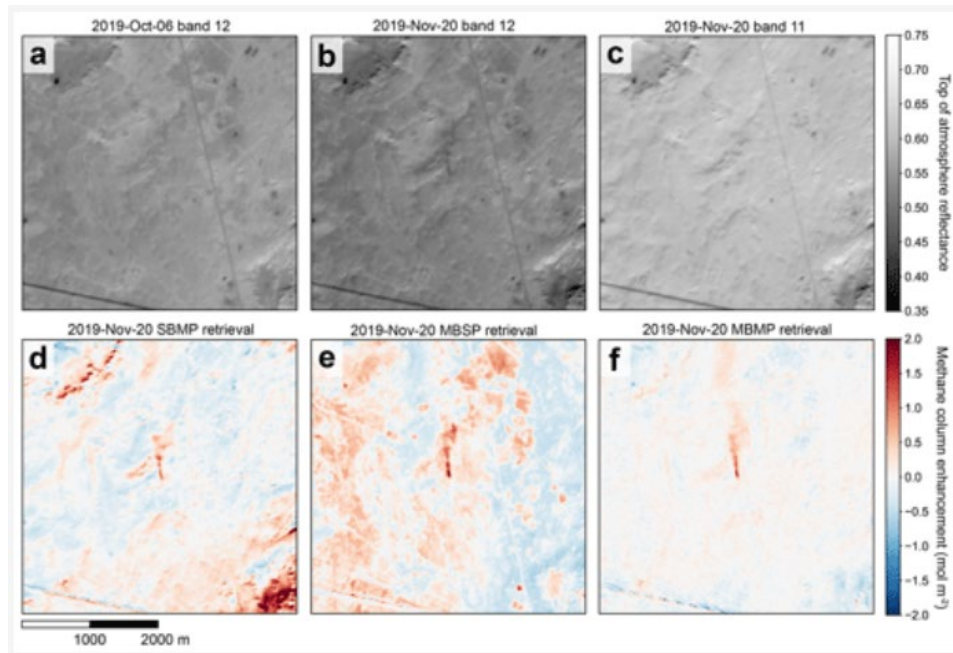 2019-Oct-06 band 12
2019-Nov-20 band 12
2019-Nov-20 band 11
a
b
c
0.75
0.70
0.65
0.60
0.55
0.50
0.45
0.40
0.35
Top of atmosphere reflectance
2019-Nov-20 SBMP retrieval
2019-Nov-20 MBSP retrieval
2019-Nov-20 MBMP retrieval
d
e
f
2.0
1.5
1.0
0.5
0.0
−0.5
−1.0
−1.5
−2.0
Methane column enhancement (mol m⁻²)
1000
2000 m